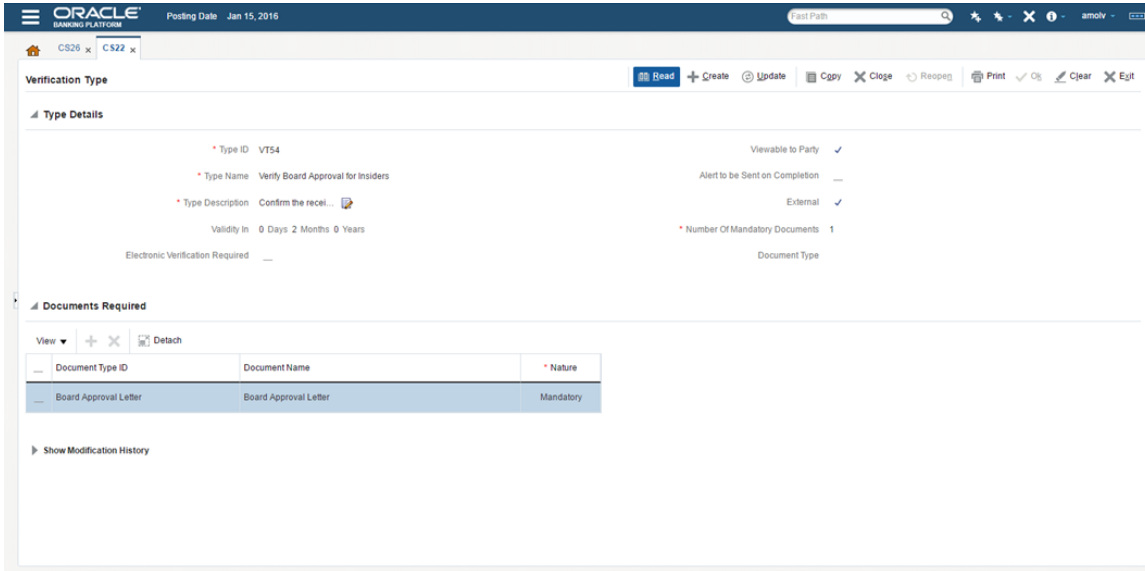 ORACLE
BANKING PLATFORM
Posting Date Jan 15, 2016
Fast Path
amolv
CS26 x CS22 x
Verification Type
Read Create Update Copy Close Reopen Print Ok Clear Exit
Type Details
* Type ID VT54 Viewable to Party
* Type Name Verify Board Approval for Insiders Alert to be Sent on Completion
* Type Description Confirm the recei... External
Validity In 0 Days 2 Months 0 Years * Number Of Mandatory Documents 1
Electronic Verification Required Document Type
Documents Required
View Detach
Document Type ID Document Name * Nature
Board Approval Letter Board Approval Letter Mandatory
Show Modification History